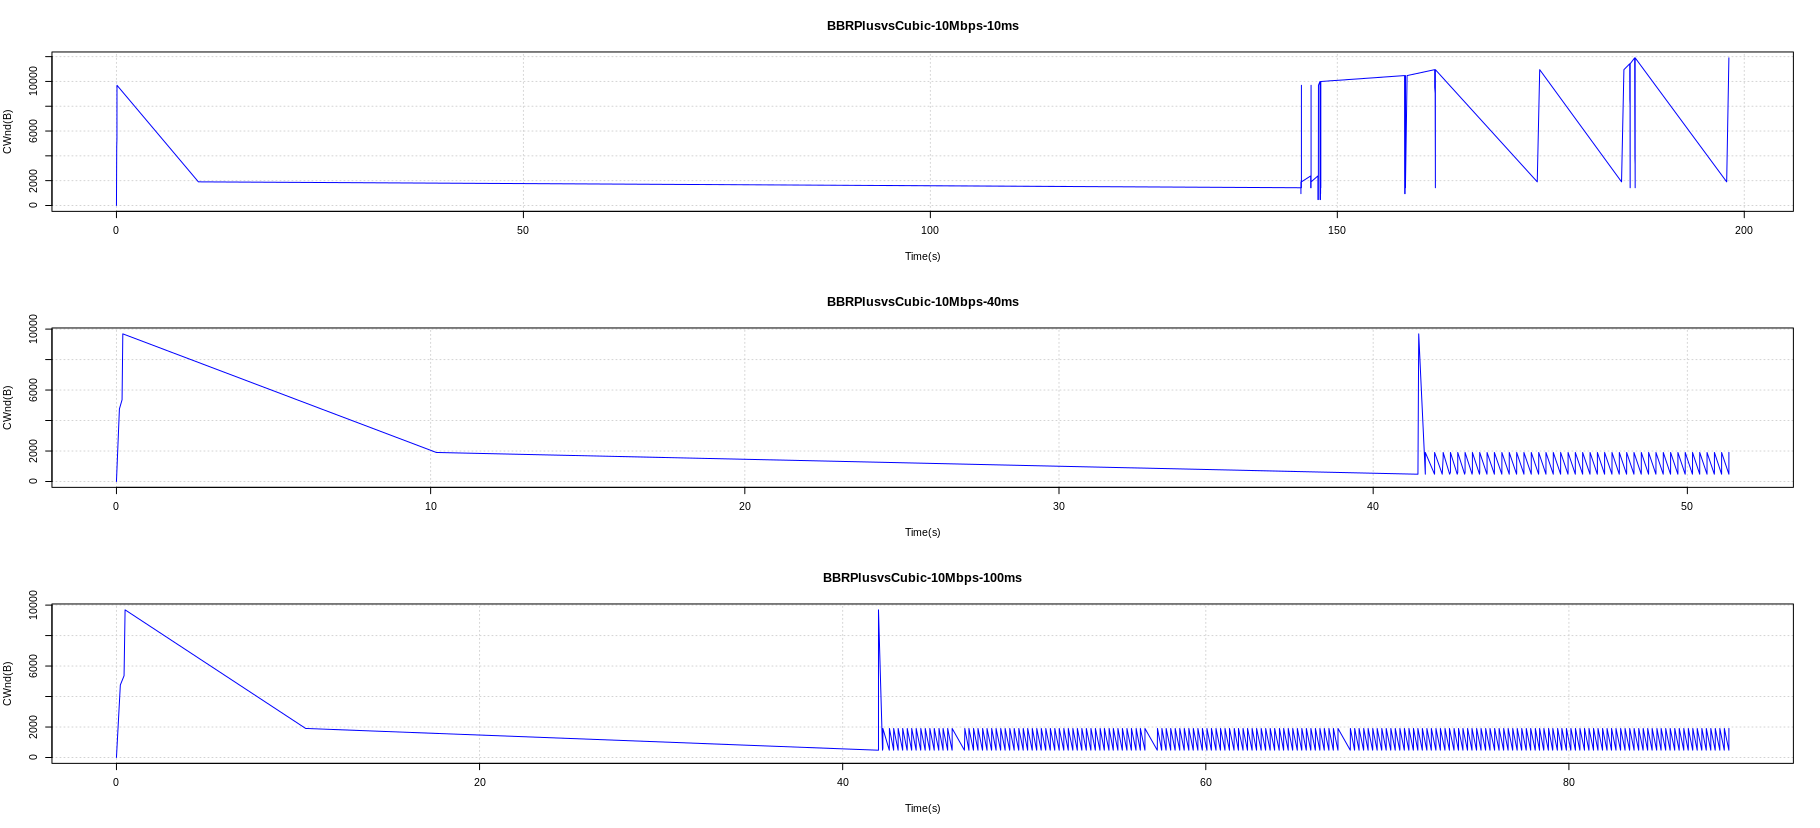 BBRPlusvsCubic-10Mbps-10ms
CWnd(B)
10000
6000
2000
0
0 50 100 150 200
Time(s)
BBRPlusvsCubic-10Mbps-40ms
CWnd(B)
10000
6000
2000
0
0 10 20 30 40 50
Time(s)
BBRPlusvsCubic-10Mbps-100ms
CWnd(B)
10000
6000
2000
0
0 20 40 60 80
Time(s)